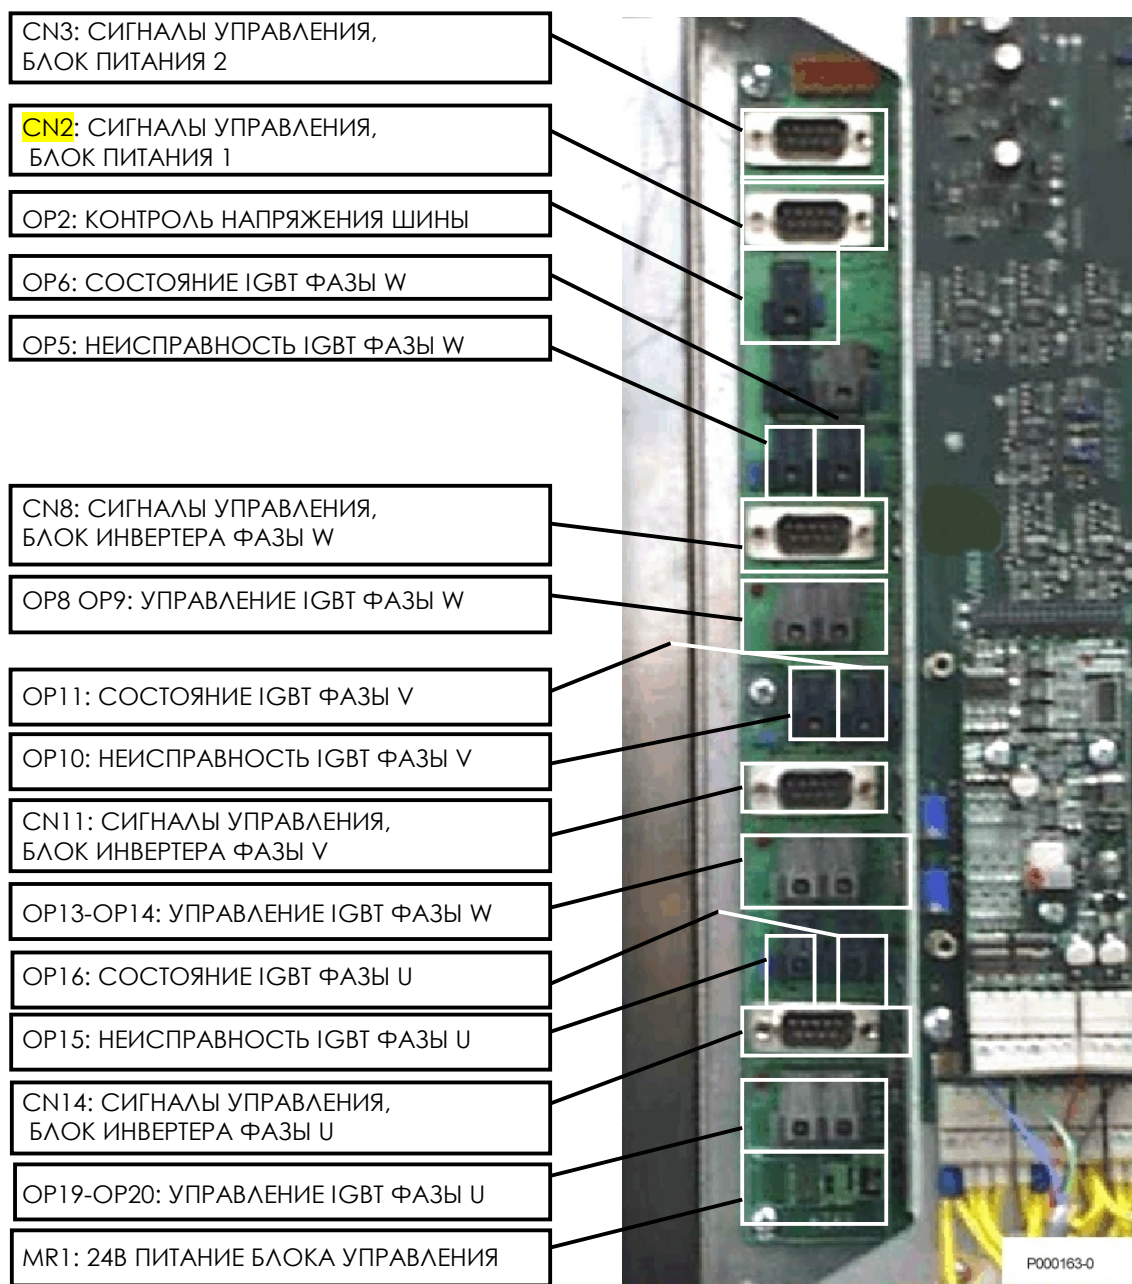 CN3: СИГНАЛЫ УПРАВЛЕНИЯ,
БЛОК ПИТАНИЯ 2
CN2: СИГНАЛЫ УПРАВЛЕНИЯ,
БЛОК ПИТАНИЯ 1
OP2: КОНТРОЛЬ НАПРЯЖЕНИЯ ШИНЫ
OP6: СОСТОЯНИЕ IGBT ФАЗЫ W
OP5: НЕИСПРАВНОСТЬ IGBT ФАЗЫ W
CN8: СИГНАЛЫ УПРАВЛЕНИЯ,
БЛОК ИНВЕРТЕРА ФАЗЫ W
OP8 OP9: УПРАВЛЕНИЕ IGBT ФАЗЫ W
OP11: СОСТОЯНИЕ IGBT ФАЗЫ V
OP10: НЕИСПРАВНОСТЬ IGBT ФАЗЫ V
CN11: СИГНАЛЫ УПРАВЛЕНИЯ,
БЛОК ИНВЕРТЕРА ФАЗЫ V
OP13-OP14: УПРАВЛЕНИЕ IGBT ФАЗЫ W
OP16: СОСТОЯНИЕ IGBT ФАЗЫ U
OP15: НЕИСПРАВНОСТЬ IGBT ФАЗЫ U
CN14: СИГНАЛЫ УПРАВЛЕНИЯ,
БЛОК ИНВЕРТЕРА ФАЗЫ U
OP19-OP20: УПРАВЛЕНИЕ IGBT ФАЗЫ U
MR1: 24В ПИТАНИЕ БЛОКА УПРАВЛЕНИЯ
P000163-0